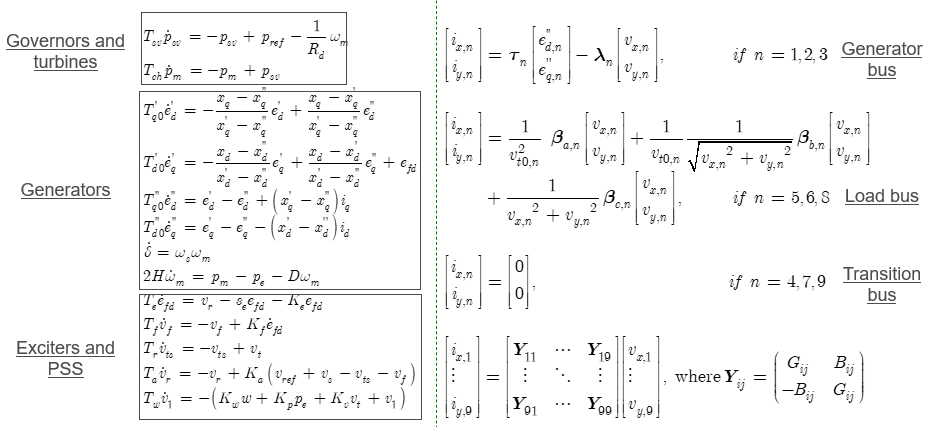 Governors and turbines
T_{sv}\dot{p}_{sv} = -p_{sv} + p_{ref} - \frac{1}{R_d}\omega_m
T_{ch}\dot{p}_m = -p_m + p_{sv}
Generators
T'_{q0}\dot{e}'_d = -\frac{x_q - x''_q}{x'_q - x''_q}e'_d + \frac{x_q - x'_q}{x'_q - x''_q}e''_d
T'_{d0}\dot{e}'_q = -\frac{x_d - x''_d}{x'_d - x''_d}e'_q + \frac{x_d - x'_d}{x'_d - x''_d}e''_q + e_{fd}
T''_{q0}\dot{e}''_d = e'_d - e''_d + (x'_q - x''_q)i_q
T''_{d0}\dot{e}''_q = e'_q - e''_q - (x'_d - x''_d)i_d
\dot{\delta} = \omega_s\omega_m
2H\dot{\omega}_m = p_m - p_e - D\omega_m
Exciters and PSS
T_e\dot{e}_{fd} = v_r - s_e e_{fd} - K_e e_{fd}
T_f\dot{v}_f = -v_f + K_f\dot{e}_{fd}
T_r\dot{v}_{ts} = -v_{ts} + v_t
T_a\dot{v}_r = -v_r + K_a(v_{ref} + v_s - v_{ts} - v_f)
T_w\dot{v}_1 = -(K_w w + K_p p_e + K_v v_t + v_1)
\begin{bmatrix} i_{x,n} \\ i_{y,n} \end{bmatrix} = τ_n \begin{bmatrix} e''_{d,n} \\ e''_{q,n} \end{bmatrix} - λ_n \begin{bmatrix} v_{x,n} \\ v_{y,n} \end{bmatrix}, if n = 1,2,3 Generator bus
\begin{bmatrix} i_{x,n} \\ i_{y,n} \end{bmatrix} = \frac{1}{v_{t0,n}^2} β_{a,n} \begin{bmatrix} v_{x,n} \\ v_{y,n} \end{bmatrix} + \frac{1}{v_{t0,n}} \frac{1}{\sqrt{v_{x,n}^2 + v_{y,n}^2}} β_{b,n} \begin{bmatrix} v_{x,n} \\ v_{y,n} \end{bmatrix}
+ \frac{1}{v_{x,n}^2 + v_{y,n}^2} β_{c,n} \begin{bmatrix} v_{x,n} \\ v_{y,n} \end{bmatrix}, if n = 5,6,8 Load bus
\begin{bmatrix} i_{x,n} \\ i_{y,n} \end{bmatrix} = \begin{bmatrix} 0 \\ 0 \end{bmatrix}, if n = 4,7,9 Transition bus
\begin{bmatrix} i_{x,1} \\ ⋮ \\ i_{y,9} \end{bmatrix} = \begin{bmatrix} Y_{11} & ⋯ & Y_{19} \\ ⋮ & ⋱ & ⋮ \\ Y_{91} & ⋯ & Y_{99} \end{bmatrix} \begin{bmatrix} v_{x,1} \\ ⋮ \\ v_{y,9} \end{bmatrix}, where Y_{ij} = \begin{pmatrix} G_{ij} & B_{ij} \\ -B_{ij} & G_{ij} \end{pmatrix}